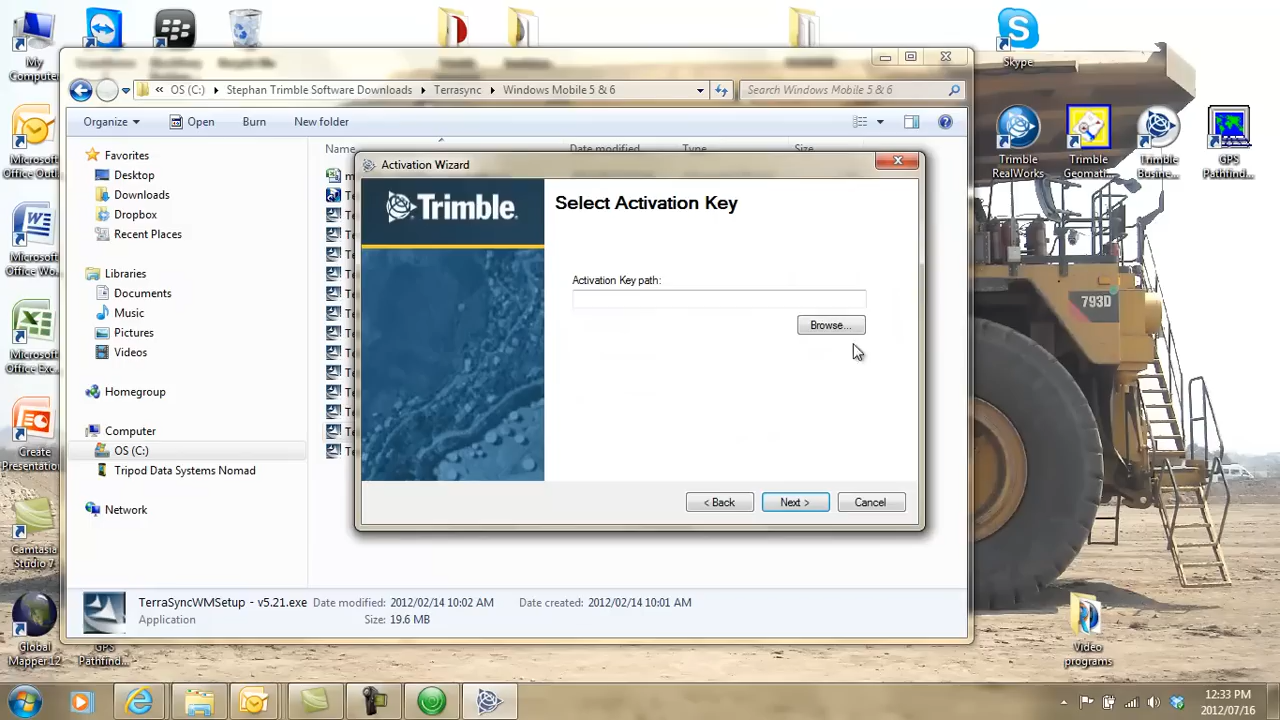 My Computer
Skype
OS (C:)
Stephan Trimble Software Downloads
Terrasync
Windows Mobile 5 & 6
Search Windows Mobile 5 & 6
Organize
Open
Burn
New folder
Microsoft Office Outl...
Favorites
Desktop
Downloads
Dropbox
Recent Places
Libraries
Documents
Music
Pictures
Videos
Homegroup
Computer
OS (C:)
Tripod Data Systems Nomad
Network
Name
Date modified
Type
Size
Activation Wizard
Trimble.
Select Activation Key
Activation Key path:
Browse...
< Back
Next >
Cancel
Trimble RealWorks
Trimble Geomati...
Trimble Busine...
GPS Pathfind...
793D
Microsoft Office Wo...
Microsoft Office Exc...
Create Presentation
Camtasia Studio 7
Global Mapper 12
GPS Pathfind...
TerraSyncWMSetup - v5.21.exe
Date modified: 2012/02/14 10:02 AM
Date created: 2012/02/14 10:01 AM
Application
Size: 19.6 MB
Video programs
12:33 PM
2012/07/16